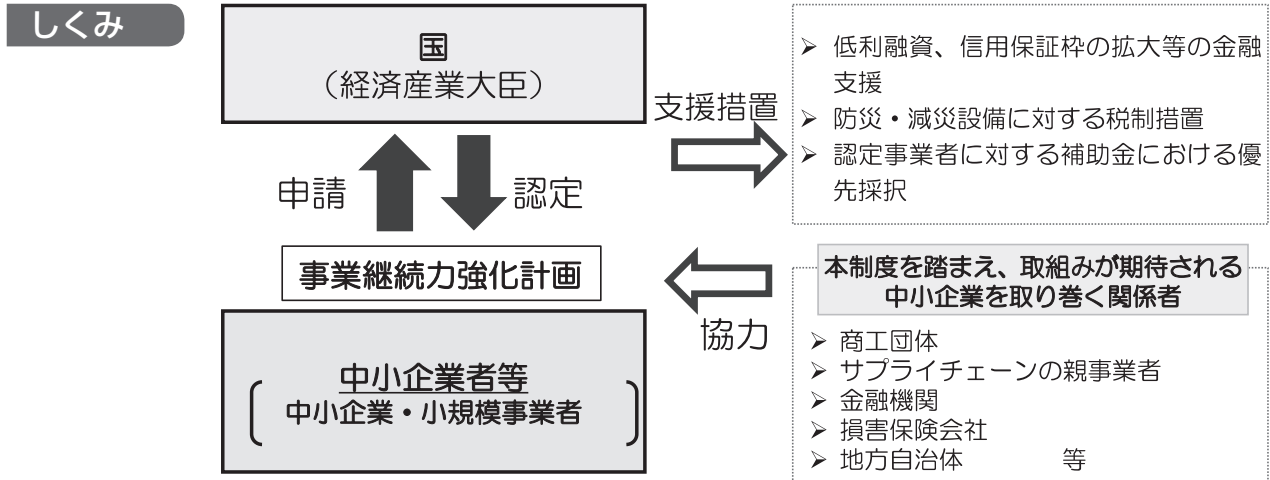 しくみ
国
（経済産業大臣）
支援措置
➢ 低利融資、信用保証枠の拡大等の金融
支援
➢ 防災・減災設備に対する税制措置
➢ 認定事業者に対する補助金における優
先採択
申請
認定
事業継続力強化計画
協力
本制度を踏まえ、取組みが期待される
中小企業を取り巻く関係者
➢ 商工団体
➢ サプライチェーンの親事業者
➢ 金融機関
➢ 損害保険会社
➢ 地方自治体 等
中小企業者等
中小企業・小規模事業者